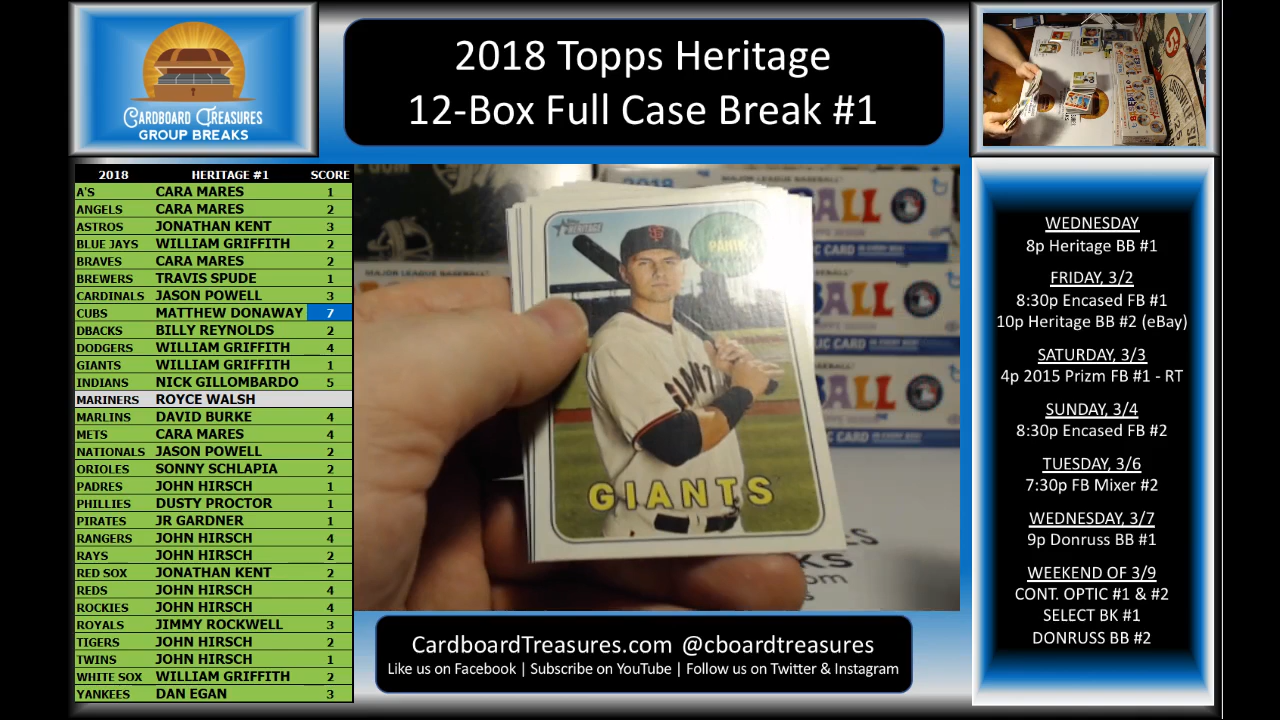 CARDBOARD TREASURES
GROUP BREAKS
2018 Topps Heritage
12-Box Full Case Break #1
2018 HERITAGE #1 SCORE
A'S CARA MARES 1
ANGELS CARA MARES 2
ASTROS JONATHAN KENT 3
BLUE JAYS WILLIAM GRIFFITH 2
BRAVES CARA MARES 2
BREWERS TRAVIS SPUDE 1
CARDINALS JASON POWELL 3
CUBS MATTHEW DONAWAY 7
DBACKS BILLY REYNOLDS 2
DODGERS WILLIAM GRIFFITH 4
GIANTS WILLIAM GRIFFITH 1
INDIANS NICK GILLOMBARDO 5
MARINERS ROYCE WALSH
MARLINS DAVID BURKE 4
METS CARA MARES 4
NATIONALS JASON POWELL 2
ORIOLES SONNY SCHLAPIA 2
PADRES JOHN HIRSCH 1
PHILLIES DUSTY PROCTOR 1
PIRATES JR GARDNER 1
RANGERS JOHN HIRSCH 4
RAYS JOHN HIRSCH 2
RED SOX JONATHAN KENT 2
REDS JOHN HIRSCH 4
ROCKIES JOHN HIRSCH 4
ROYALS JIMMY ROCKWELL 3
TIGERS JOHN HIRSCH 2
TWINS JOHN HIRSCH 1
WHITE SOX WILLIAM GRIFFITH 2
YANKEES DAN EGAN 3
HERITAGE
PANIK
GIANTS
GIANTS
2018
MAJOR LEAGUE BASEBALL
BALL
BALL
BALL
CardboardTreasures.com @cboardtreasures
Like us on Facebook | Subscribe on YouTube | Follow us on Twitter & Instagram
WEDNESDAY
8p Heritage BB #1
FRIDAY, 3/2
8:30p Encased FB #1
10p Heritage BB #2 (eBay)
SATURDAY, 3/3
4p 2015 Prizm FB #1 - RT
SUNDAY, 3/4
8:30p Encased FB #2
TUESDAY, 3/6
7:30p FB Mixer #2
WEDNESDAY, 3/7
9p Donruss BB #1
WEEKEND OF 3/9
CONT. OPTIC #1 & #2
SELECT BK #1
DONRUSS BB #2